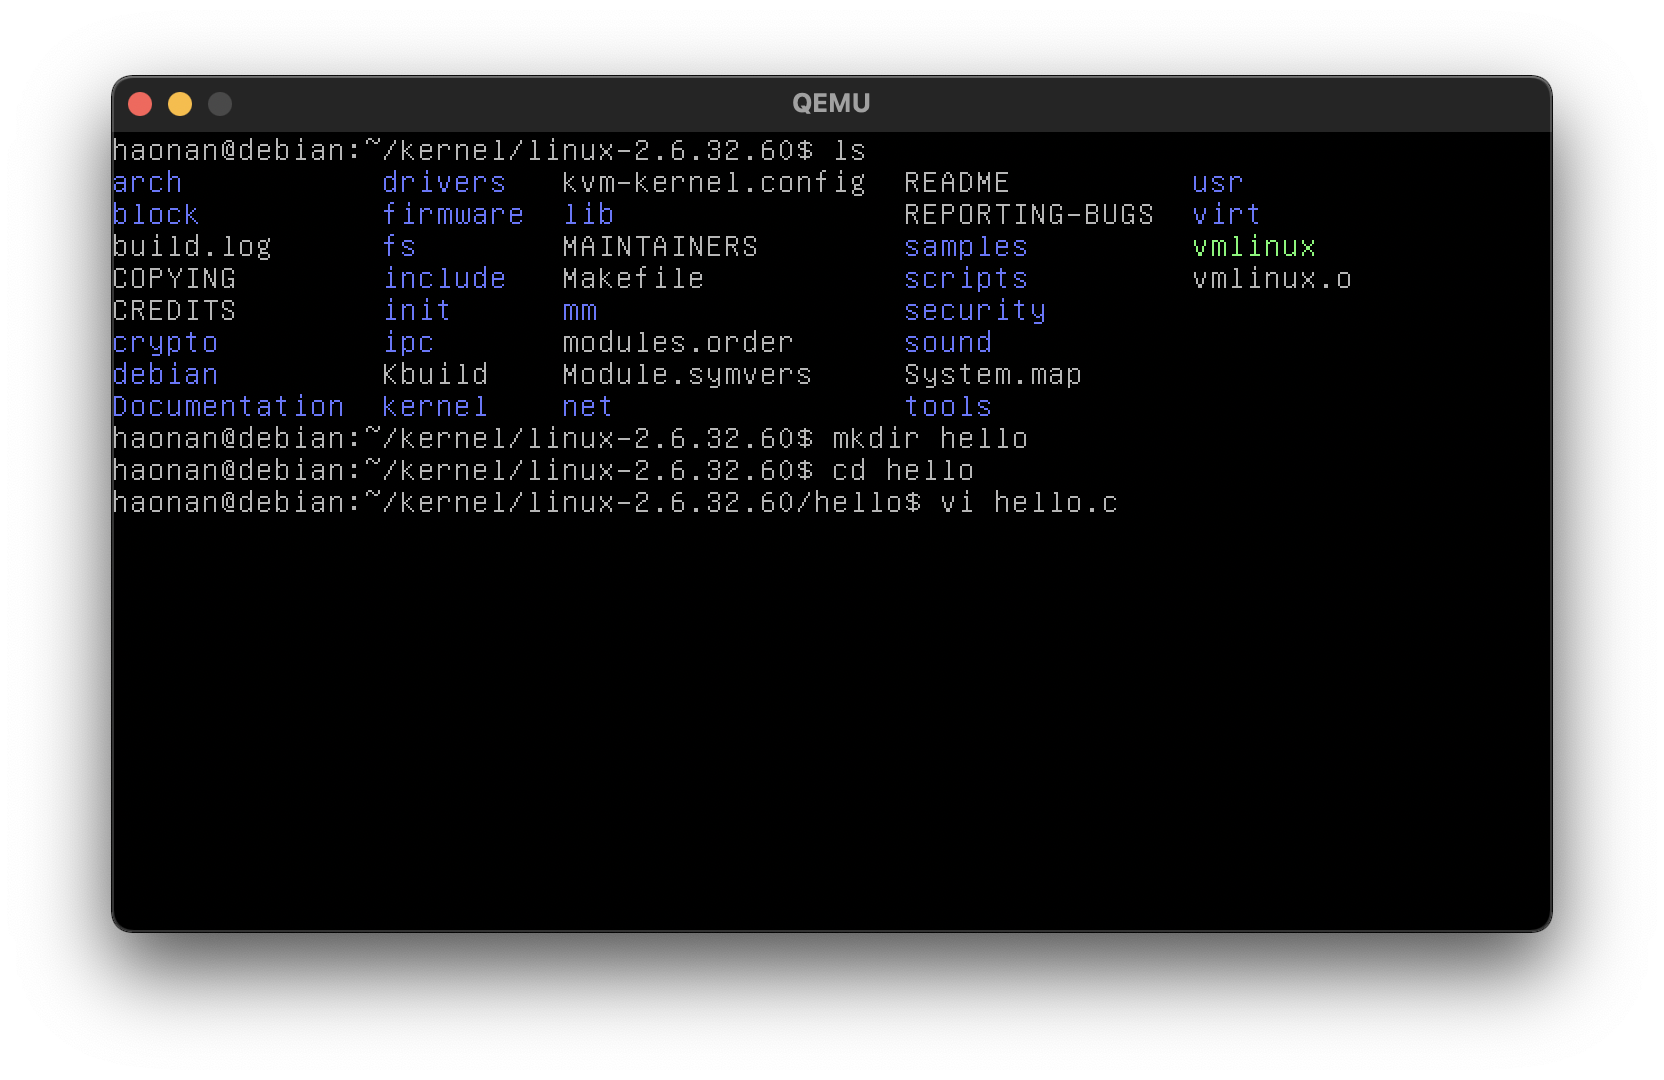 QEMU
haonan@debian:~/kernel/linux-2.6.32.60$ ls
arch           drivers   kvm-kernel.config  README          usr
block          firmware  lib                REPORTING-BUGS  virt
build.log      fs        MAINTAINERS        samples         vmlinux
COPYING        include   Makefile           scripts         vmlinux.o
CREDITS        init      mm                 security
crypto         ipc       modules.order      sound
debian         Kbuild    Module.symvers     System.map
Documentation  kernel    net                tools
haonan@debian:~/kernel/linux-2.6.32.60$ mkdir hello
haonan@debian:~/kernel/linux-2.6.32.60$ cd hello
haonan@debian:~/kernel/linux-2.6.32.60/hello$ vi hello.c